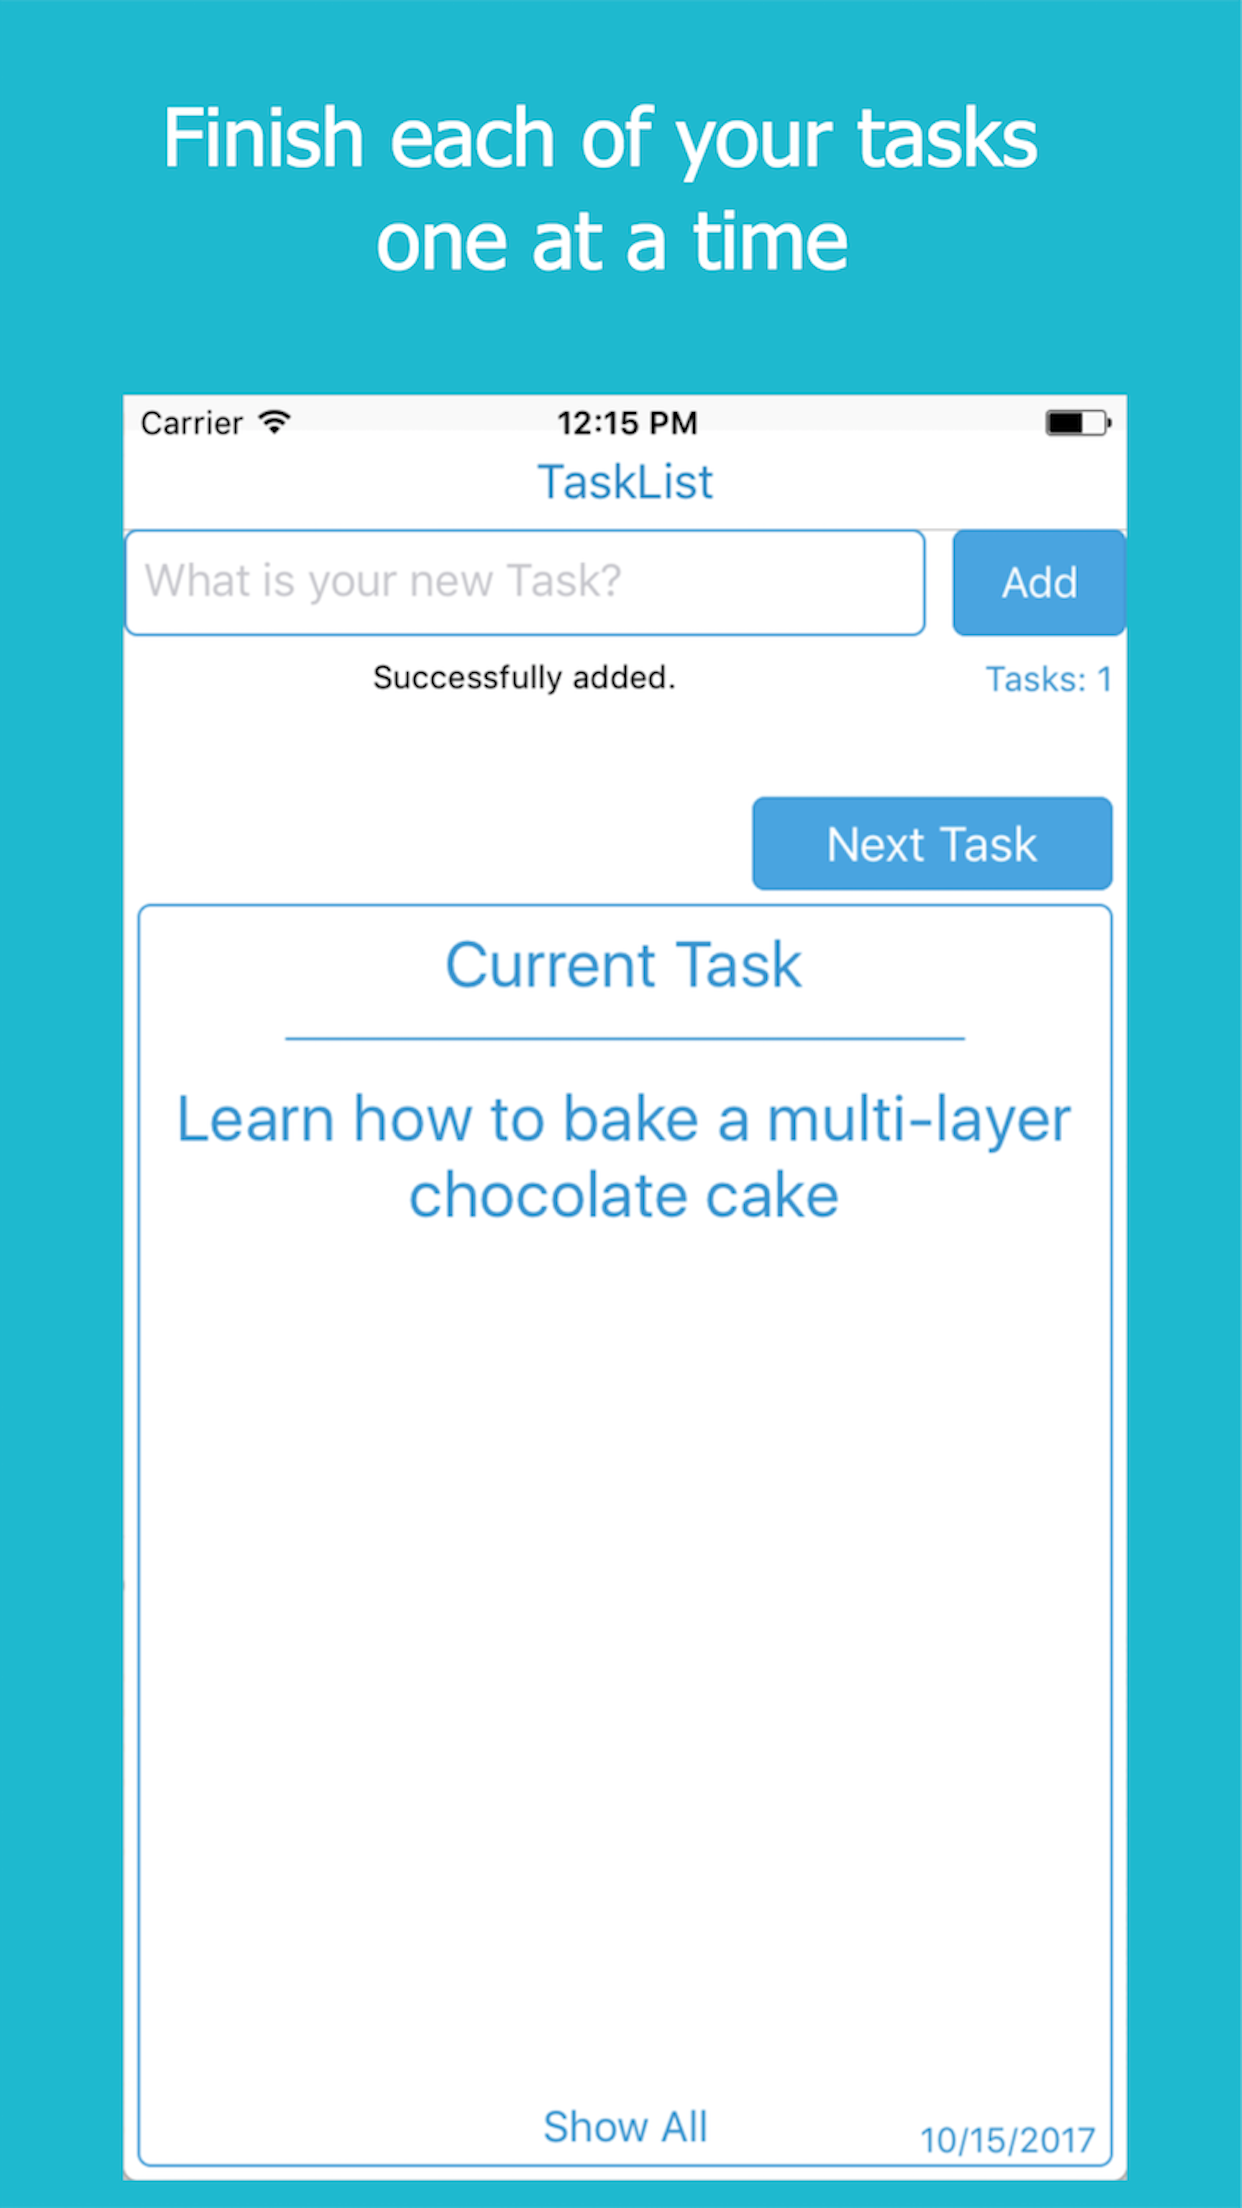 Finish each of your tasks
one at a time
Carrier 12:15 PM
TaskList
What is your new Task? Add
Successfully added. Tasks: 1
Next Task
Current Task
Learn how to bake a multi-layer
chocolate cake
Show All 10/15/2017